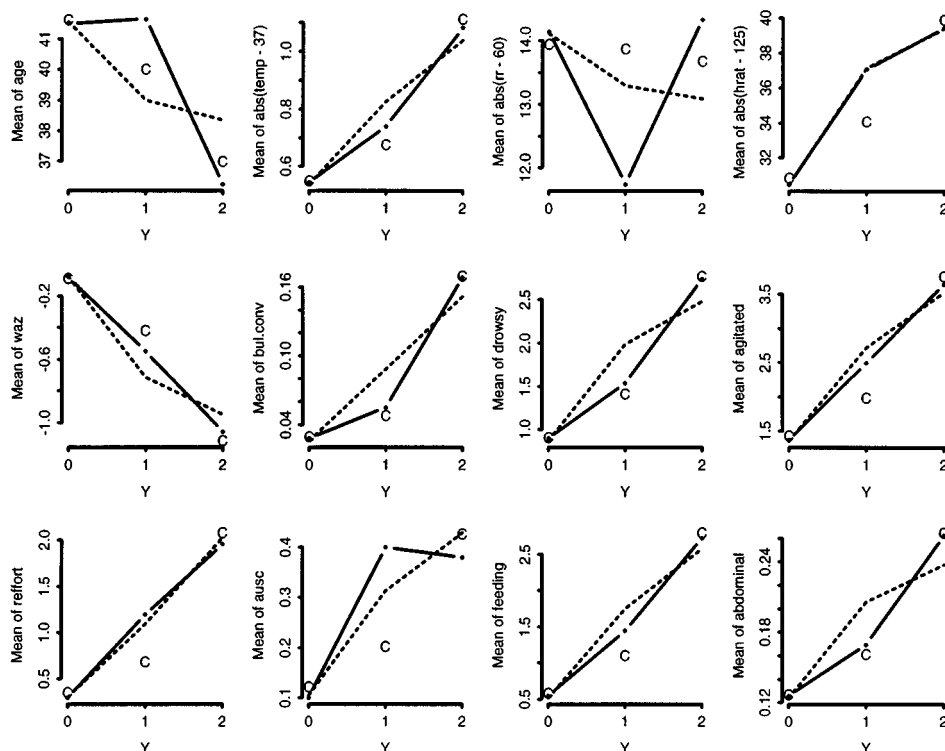 Mean of age
41
40
39
37
C
C
C
0 1 2
Y
Mean of abs(temp - 37)
1.0
0.8
0.6
C
C
C
0 1 2
Y
Mean of abs(rr - 60)
14.0
13.0
12.0
C
C
C
0 1 2
Y
Mean of abs(hrat - 125)
40
38
36
32
C
C
C
0 1 2
Y
Mean of waz
-0.2
-0.6
-1.0
C
C
C
0 1 2
Y
Mean of bul.conv
0.16
0.10
0.04
C
C
C
0 1 2
Y
Mean of drowsy
2.5
2.0
1.5
1.0
C
C
C
0 1 2
Y
Mean of agitated
3.5
2.5
1.5
C
C
C
0 1 2
Y
Mean of reffort
2.0
1.5
1.0
0.5
C
C
C
0 1 2
Y
Mean of ausc
0.4
0.3
0.2
0.1
C
C
C
0 1 2
Y
Mean of feeding
2.5
1.5
0.5
C
C
C
0 1 2
Y
Mean of abdominal
0.24
0.18
0.12
C
C
C
0 1 2
Y